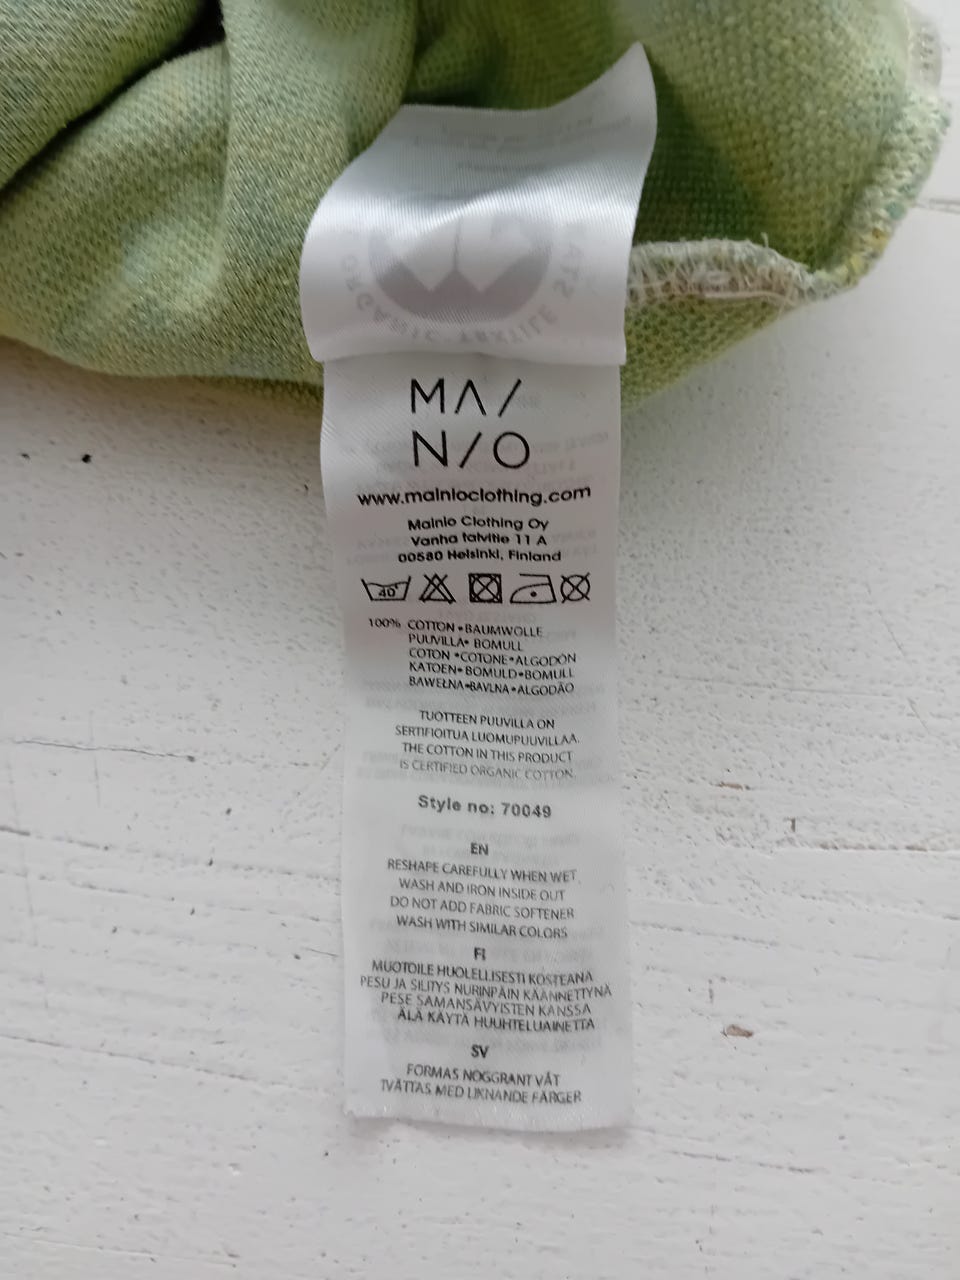 ORGANIC TEXTILE STA
MA/
N/O
www.mainioclothing.com
Mainio Clothing Oy
Vanha talvitie 11 A
00580 Helsinki, Finland
40°
100% COTTON•BAUMWOLLE
PUUVILLA• BOMULL
COTON •COTONE•ALGODÓN
KATOEN•BOMULD•BOMULL
BAWEŁNA•BAVLNA•ALGODÃO
TUOTTEEN PUUVILLA ON
SERTIFIOITUA LUOMUPUUVILLAA.
THE COTTON IN THIS PRODUCT
IS CERTIFIED ORGANIC COTTON.
Style no: 70049
EN
RESHAPE CAREFULLY WHEN WET
WASH AND IRON INSIDE OUT
DO NOT ADD FABRIC SOFTENER
WASH WITH SIMILAR COLORS
FI
MUOTOILE HUOLELLISESTI KOSTEANA
PESU JA SILITYS NURINPÄIN KÄÄNNETTYNÄ
PESE SAMANSÄVYISTEN KANSSA
ÄLÄ KÄYTÄ HUUHTELUAINETTA
SV
FORMAS NOGGRANT VÅT
TVÄTTAS MED LIKNANDE FÄRGER